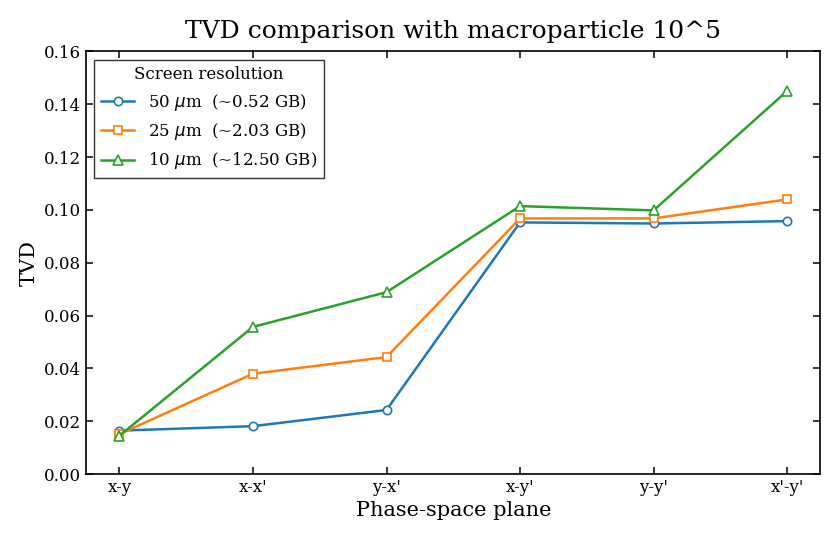 TVD comparison with macroparticle 10^5
Screen resolution
50 μm (~0.52 GB)
25 μm (~2.03 GB)
10 μm (~12.50 GB)
TVD
0.16
0.14
0.12
0.10
0.08
0.06
0.04
0.02
0.00
x-y x-x' y-x' x-y' y-y' x'-y'
Phase-space plane